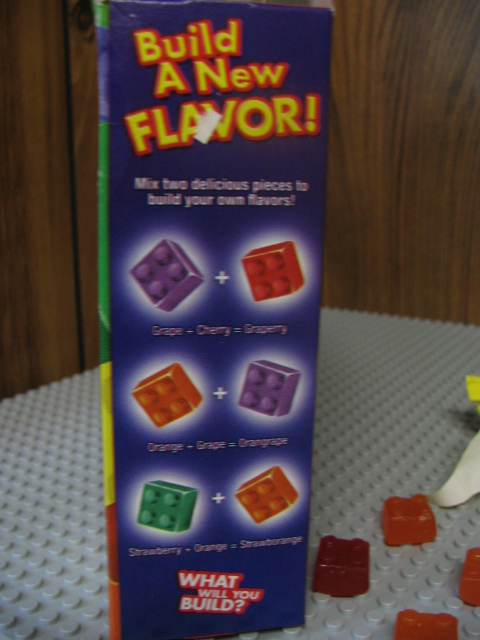 Build
A New
FLAVOR!
Mix two delicious pieces to
build your own flavors!
+
Grape + Cherry = Graperry
+
Orange + Grape = Orangrape
+
Strawberry + Orange = Straworange
WHAT
WILL YOU
BUILD?